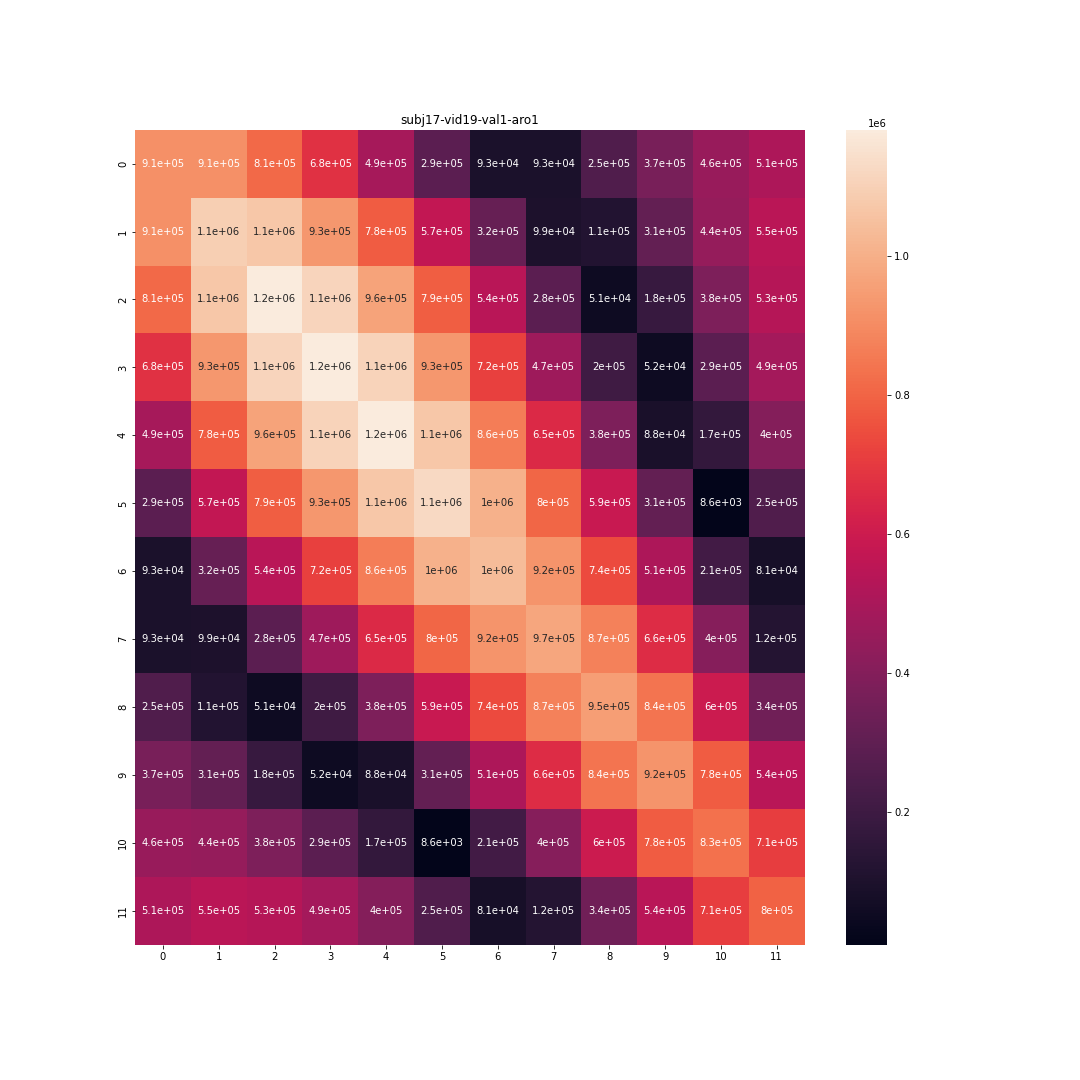 subj17-vid19-val1-aro1
1e6
0 9.1e+05 9.1e+05 8.1e+05 6.8e+05 4.9e+05 2.9e+05 9.3e+04 9.3e+04 2.5e+05 3.7e+05 4.6e+05 5.1e+05
1 9.1e+05 1.1e+06 1.1e+06 9.3e+05 7.8e+05 5.7e+05 3.2e+05 9.9e+04 1.1e+05 3.1e+05 4.4e+05 5.5e+05
1.0
2 8.1e+05 1.1e+06 1.2e+06 1.1e+06 9.6e+05 7.9e+05 5.4e+05 2.8e+05 5.1e+04 1.8e+05 3.8e+05 5.3e+05
3 6.8e+05 9.3e+05 1.1e+06 1.2e+06 1.1e+06 9.3e+05 7.2e+05 4.7e+05 2e+05 5.2e+04 2.9e+05 4.9e+05
0.8
4 4.9e+05 7.8e+05 9.6e+05 1.1e+06 1.2e+06 1.1e+06 8.6e+05 6.5e+05 3.8e+05 8.8e+04 1.7e+05 4e+05
5 2.9e+05 5.7e+05 7.9e+05 9.3e+05 1.1e+06 1.1e+06 1e+06 8e+05 5.9e+05 3.1e+05 8.6e+03 2.5e+05
0.6
6 9.3e+04 3.2e+05 5.4e+05 7.2e+05 8.6e+05 1e+06 1e+06 9.2e+05 7.4e+05 5.1e+05 2.1e+05 8.1e+04
7 9.3e+04 9.9e+04 2.8e+05 4.7e+05 6.5e+05 8e+05 9.2e+05 9.7e+05 8.7e+05 6.6e+05 4e+05 1.2e+05
0.4
8 2.5e+05 1.1e+05 5.1e+04 2e+05 3.8e+05 5.9e+05 7.4e+05 8.7e+05 9.5e+05 8.4e+05 6e+05 3.4e+05
9 3.7e+05 3.1e+05 1.8e+05 5.2e+04 8.8e+04 3.1e+05 5.1e+05 6.6e+05 8.4e+05 9.2e+05 7.8e+05 5.4e+05
0.2
10 4.6e+05 4.4e+05 3.8e+05 2.9e+05 1.7e+05 8.6e+03 2.1e+05 4e+05 6e+05 7.8e+05 8.3e+05 7.1e+05
11 5.1e+05 5.5e+05 5.3e+05 4.9e+05 4e+05 2.5e+05 8.1e+04 1.2e+05 3.4e+05 5.4e+05 7.1e+05 8e+05
0 1 2 3 4 5 6 7 8 9 10 11